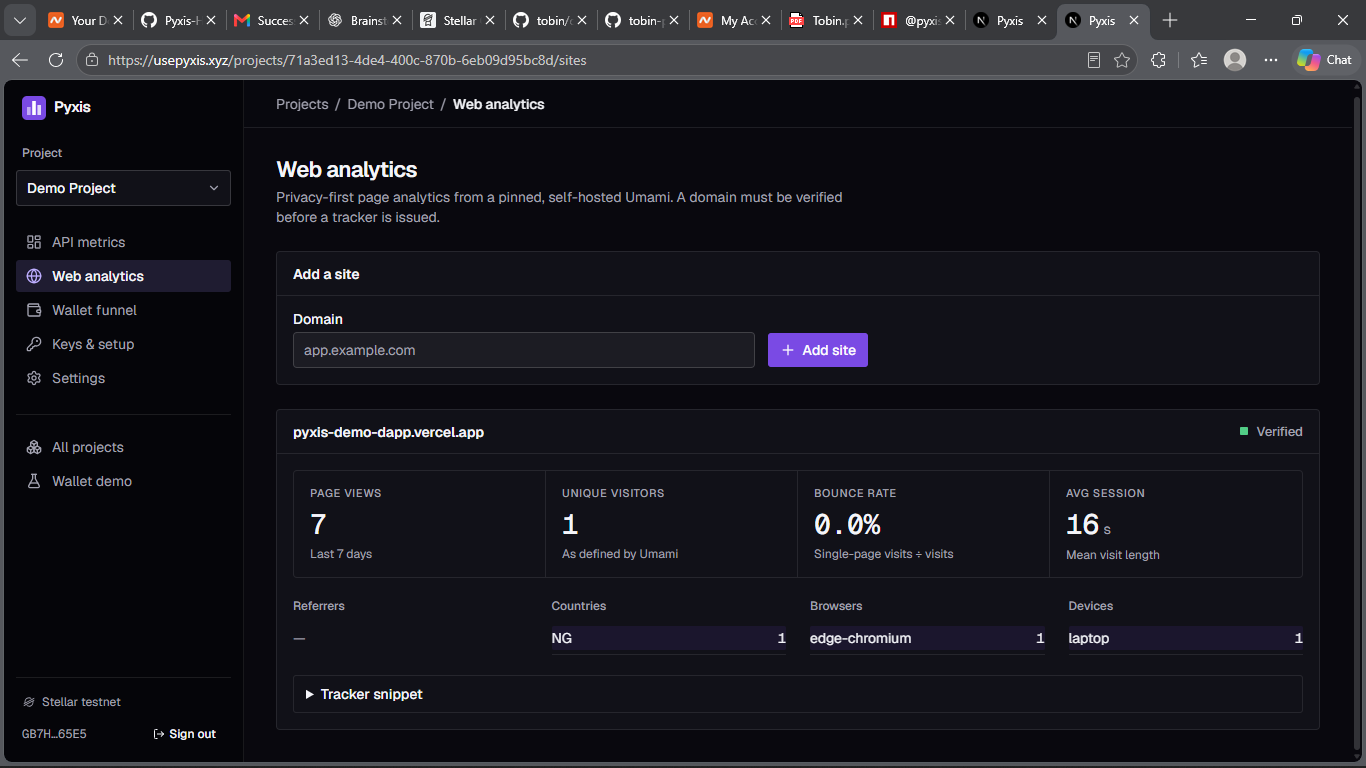 Your D
Pyxis-H
Succes
Brainst
Stellar
tobin/
tobin-p
My Ac
Tobin.p
@pyxis
Pyxis
Pyxis
https://usepyxis.xyz/projects/71a3ed13-4de4-400c-870b-6eb09d95bc8d/sites
Chat
Pyxis
Project
Demo Project
API metrics
Web analytics
Wallet funnel
Keys & setup
Settings
All projects
Wallet demo
Stellar testnet
GB7H…65E5
Sign out
Projects / Demo Project / Web analytics
Web analytics
Privacy-first page analytics from a pinned, self-hosted Umami. A domain must be verified
before a tracker is issued.
Add a site
Domain
app.example.com
+ Add site
pyxis-demo-dapp.vercel.app
Verified
PAGE VIEWS
7
Last 7 days
UNIQUE VISITORS
1
As defined by Umami
BOUNCE RATE
0.0%
Single-page visits ÷ visits
AVG SESSION
16 s
Mean visit length
Referrers
—
Countries
NG 1
Browsers
edge-chromium 1
Devices
laptop 1
Tracker snippet